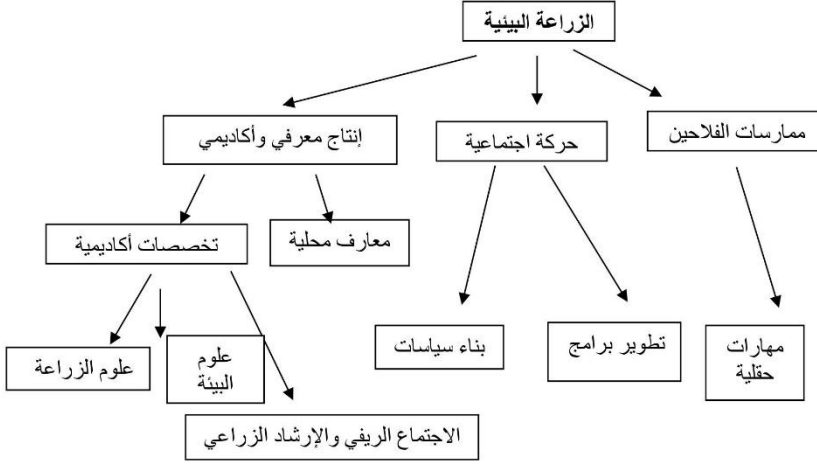 الزراعة البيئية
ممارسات الفلاحين
حركة اجتماعية
إنتاج معرفي وأكاديمي
معارف محلية
تخصصات أكاديمية
مهارات
حقلية
تطوير برامج
بناء سياسات
علوم
البيئة
علوم الزراعة
الاجتماع الريفي والإرشاد الزراعي